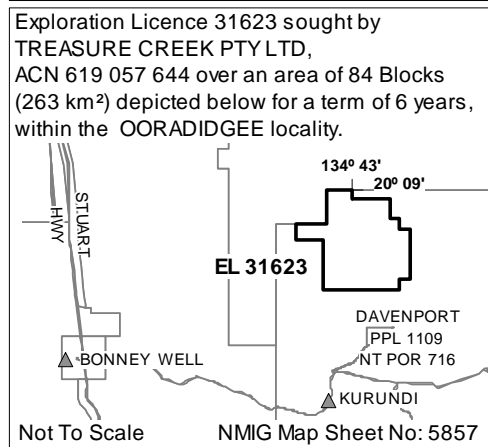 Exploration Licence 31623 sought by
TREASURE CREEK PTY LTD,
ACN 619 057 644 over an area of 84 Blocks
(263 km²) depicted below for a term of 6 years,
within the OORADIDGEE locality.
134º 43'
20º 09'
STUART
HWY
EL 31623
DAVENPORT
PPL 1109
NT POR 716
BONNEY WELL
KURUNDI
Not To Scale
NMIG Map Sheet No: 5857